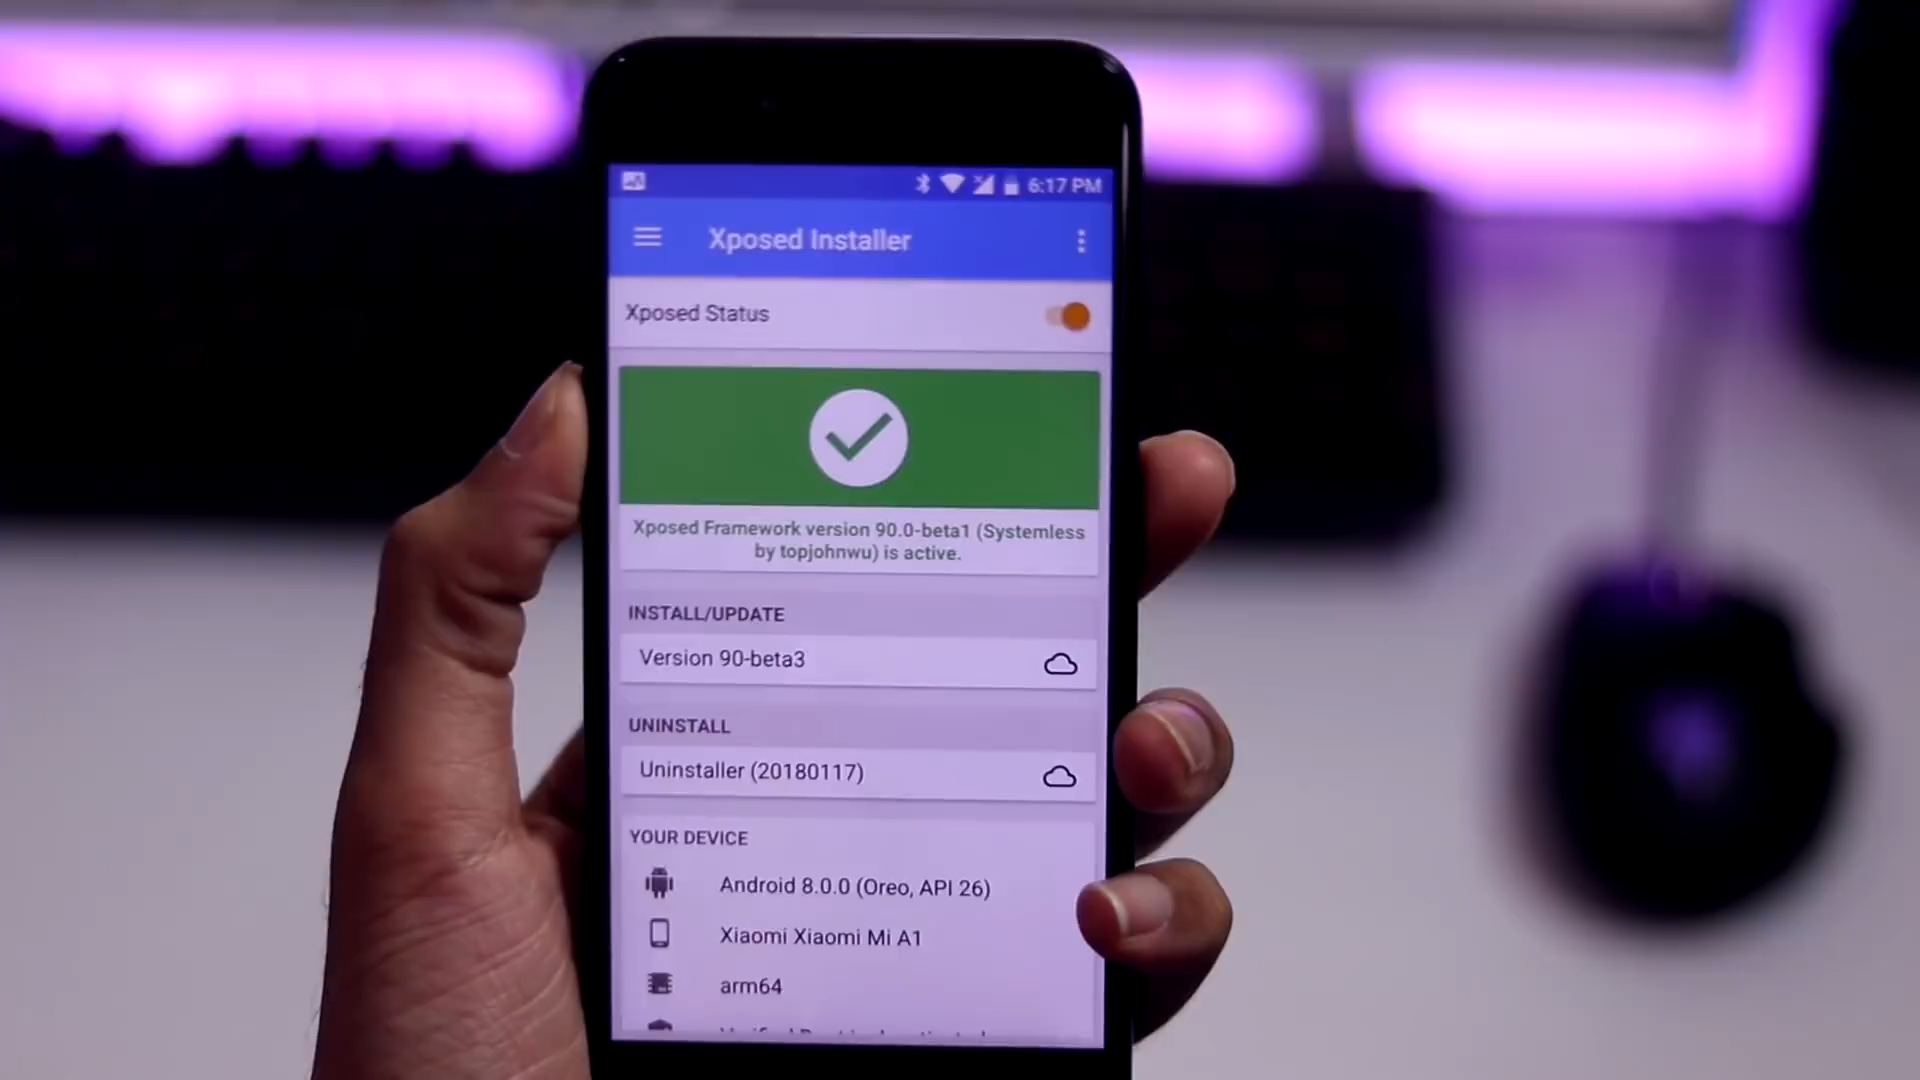 6:17 PM
Xposed Installer
Xposed Status
Xposed Framework version 90.0-beta1 (Systemless
by topjohnwu) is active.
INSTALL/UPDATE
Version 90-beta3
UNINSTALL
Uninstaller (20180117)
YOUR DEVICE
Android 8.0.0 (Oreo, API 26)
Xiaomi Xiaomi Mi A1
arm64